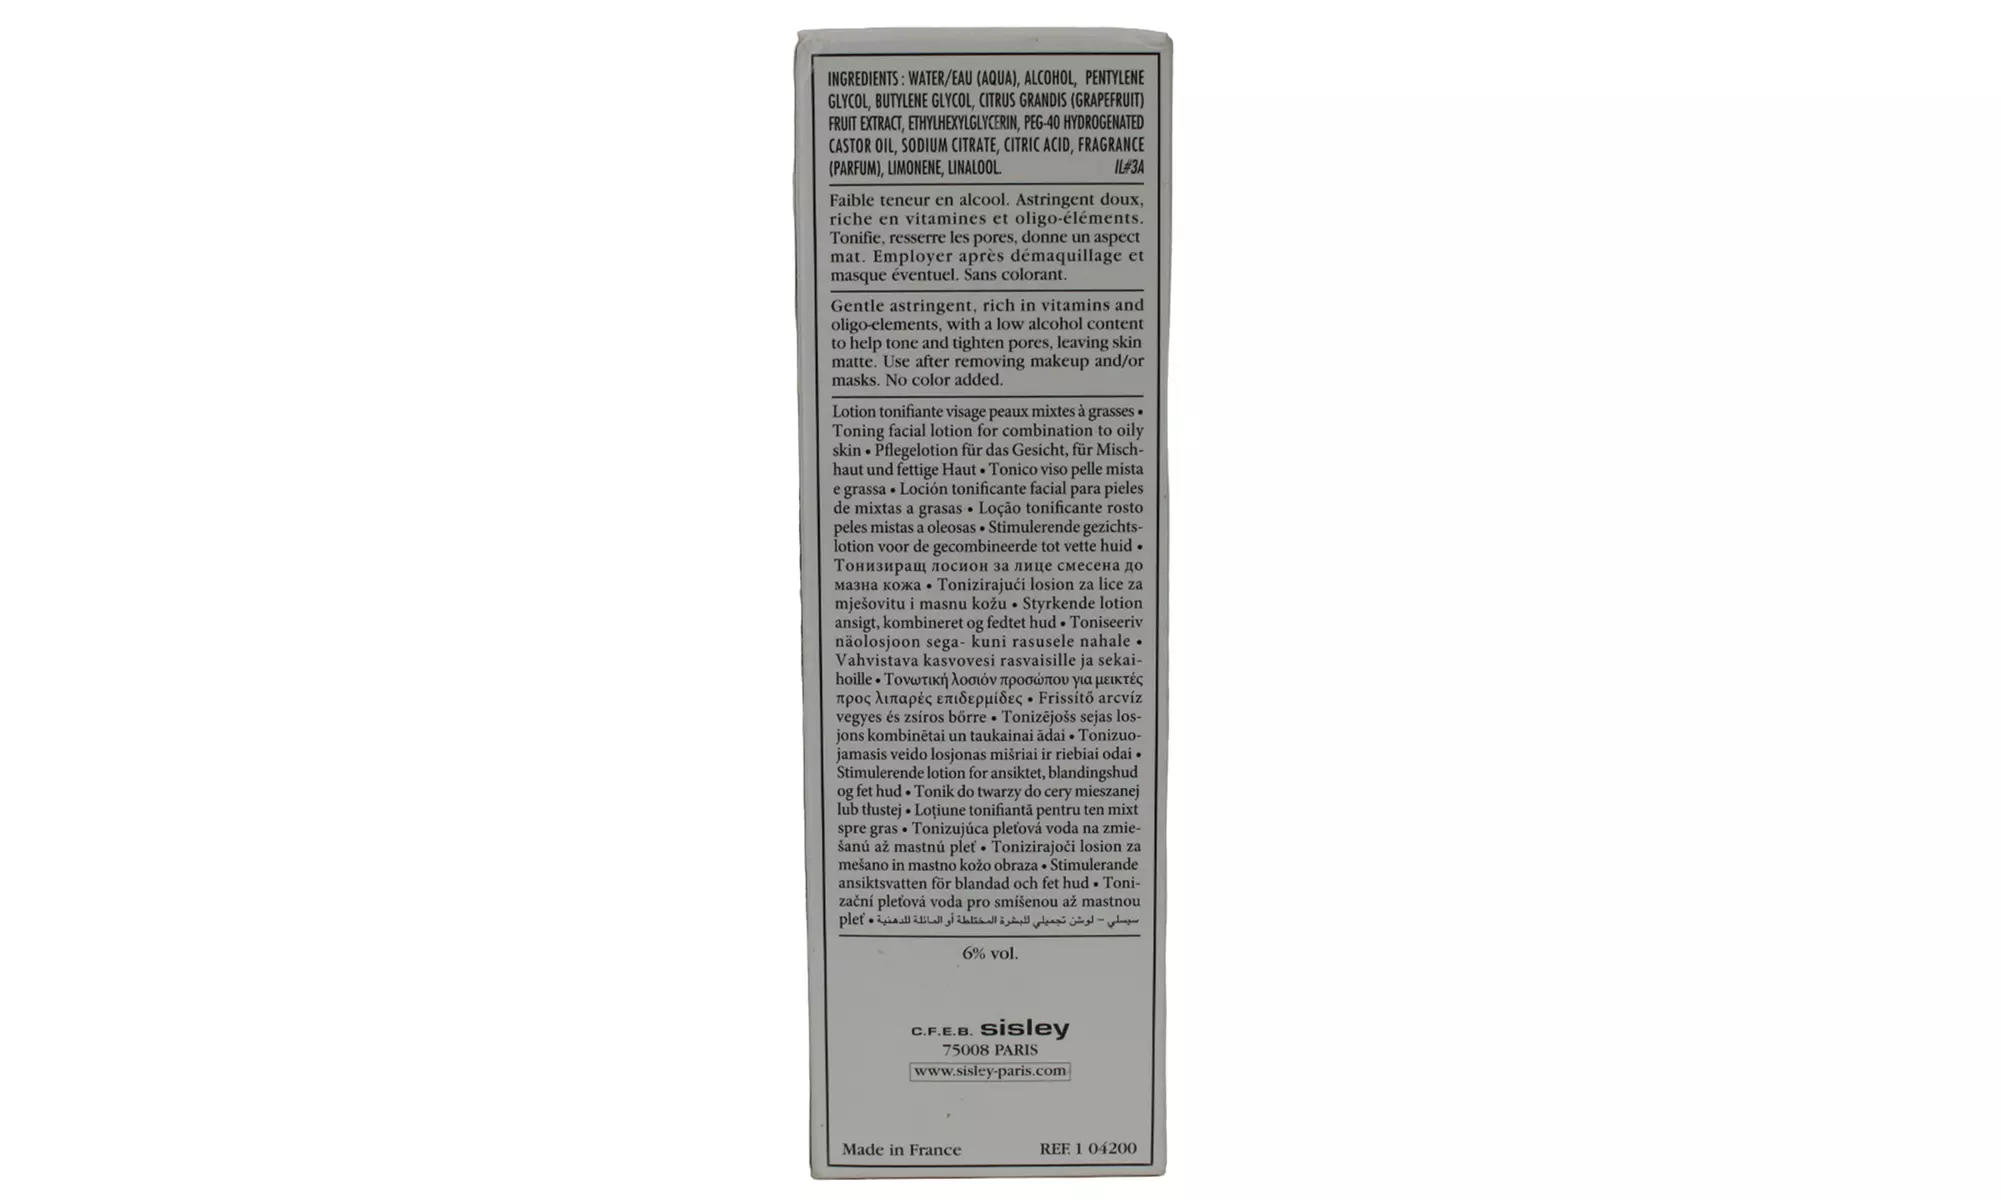 INGREDIENTS : WATER/EAU (AQUA), ALCOHOL, PENTYLENE
GLYCOL, BUTYLENE GLYCOL, CITRUS GRANDIS (GRAPEFRUIT)
FRUIT EXTRACT, ETHYLHEXYLGLYCERIN, PEG-40 HYDROGENATED
CASTOR OIL, SODIUM CITRATE, CITRIC ACID, FRAGRANCE
(PARFUM), LIMONENE, LINALOOL. IL#3A
Faible teneur en alcool. Astringent doux,
riche en vitamines et oligo-éléments.
Tonifie, resserre les pores, donne un aspect
mat. Employer après démaquillage et
masque éventuel. Sans colorant.
Gentle astringent, rich in vitamins and
oligo-elements, with a low alcohol content
to help tone and tighten pores, leaving skin
matte. Use after removing makeup and/or
masks. No color added.
Lotion tonifiante visage peaux mixtes à grasses •
Toning facial lotion for combination to oily
skin • Pflegelotion für das Gesicht, für Misch-
haut und fettige Haut • Tonico viso pelle mista
e grassa • Loción tonificante facial para pieles
de mixtas a grasas • Loção tonificante rosto
peles mistas a oleosas • Stimulerende gezichts-
lotion voor de gecombineerde tot vette huid •
Тонизиращ лосион за лице смесена до
мазна кожа • Tonizirajući losion za lice za
mješovitu i masnu kožu • Styrkende lotion
ansigt, kombineret og fedtet hud • Toniseeriv
näolosjoon sega- kuni rasusele nahale •
Vahvistava kasvovesi rasvaisille ja sekai-
hoille • Τονωτική λοσιόν προσώπου για μεικτές
προς λιπαρές επιδερμίδες • Frissítő arcvíz
vegyes és zsíros bőrre • Tonizējošs sejas los-
jons kombinētai un taukainai ādai • Tonizuo-
jamasis veido losjonas mišriai ir riebiai odai •
Stimulerende lotion for ansiktet, blandingshud
og fet hud • Tonik do twarzy do cery mieszanej
lub tłustej • Loțiune tonifiantă pentru ten mixt
spre gras • Tonizujúca pleťová voda na zmie-
šanú až mastnú pleť • Tonizirajoči losion za
mešano in mastno kožo obraza • Stimulerande
ansiktsvatten för blandad och fet hud • Toni-
zační pleťová voda pro smíšenou až mastnou
pleť • سيسلي – لوشن تجميلي للبشرة المختلطة أو المائلة للدهنية
6% vol.
C.F.E.B. sisley
75008 PARIS
www.sisley-paris.com
Made in France REF. 1 04200